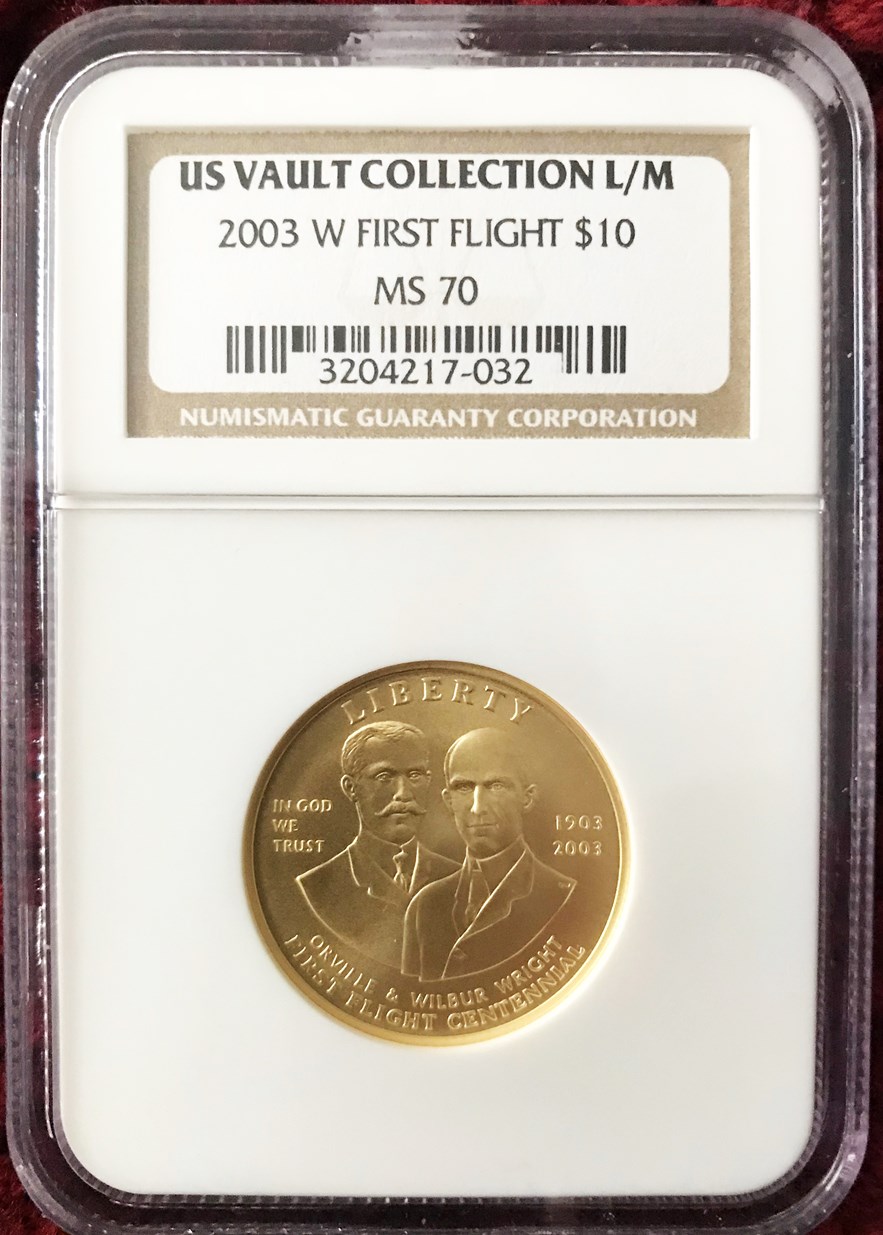 US VAULT COLLECTION L/M
2003 W FIRST FLIGHT $10
MS 70
3204217-032
NUMISMATIC GUARANTY CORPORATION
LIBERTY
IN GOD
WE
TRUST
1903
2003
ORVILLE & WILBUR WRIGHT
FIRST FLIGHT CENTENNIAL